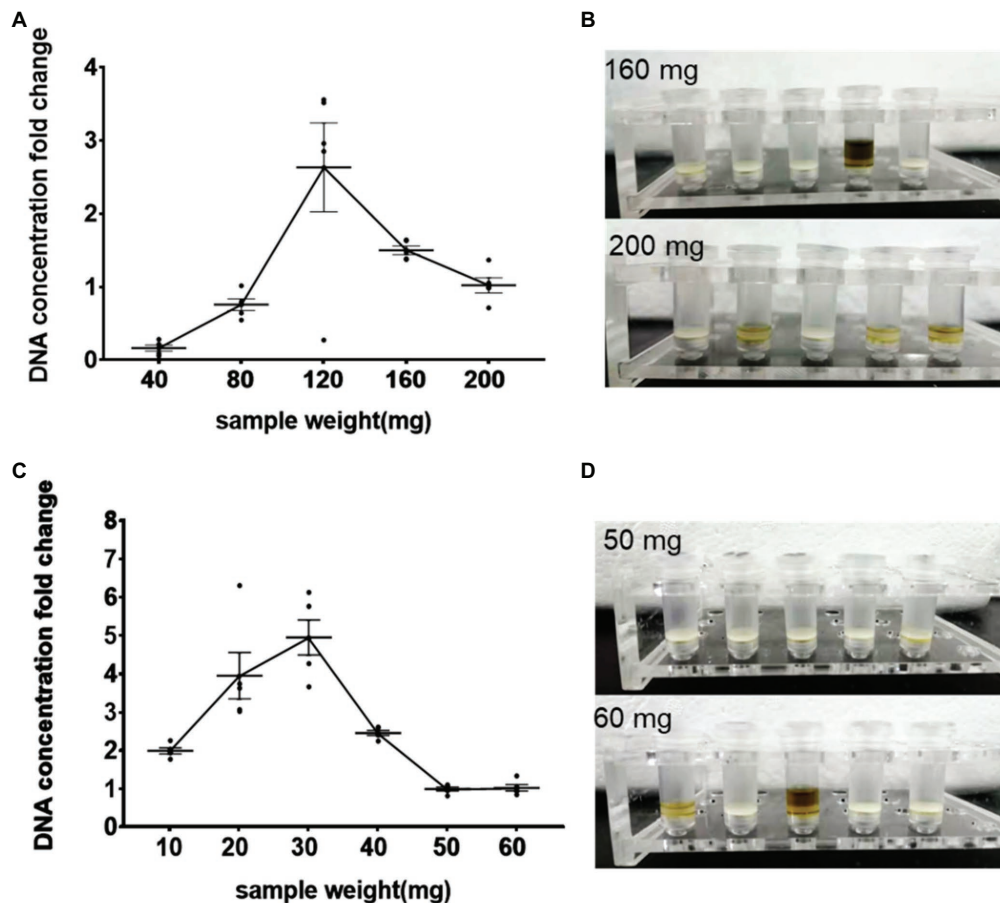 A
DNA concentration fold change
4
3
2
1
0
40 80 120 160 200
sample weight(mg)
B
160 mg
200 mg
C
DNA concentration fold change
8
7
6
5
4
3
2
1
0
10 20 30 40 50 60
sample weight(mg)
D
50 mg
60 mg